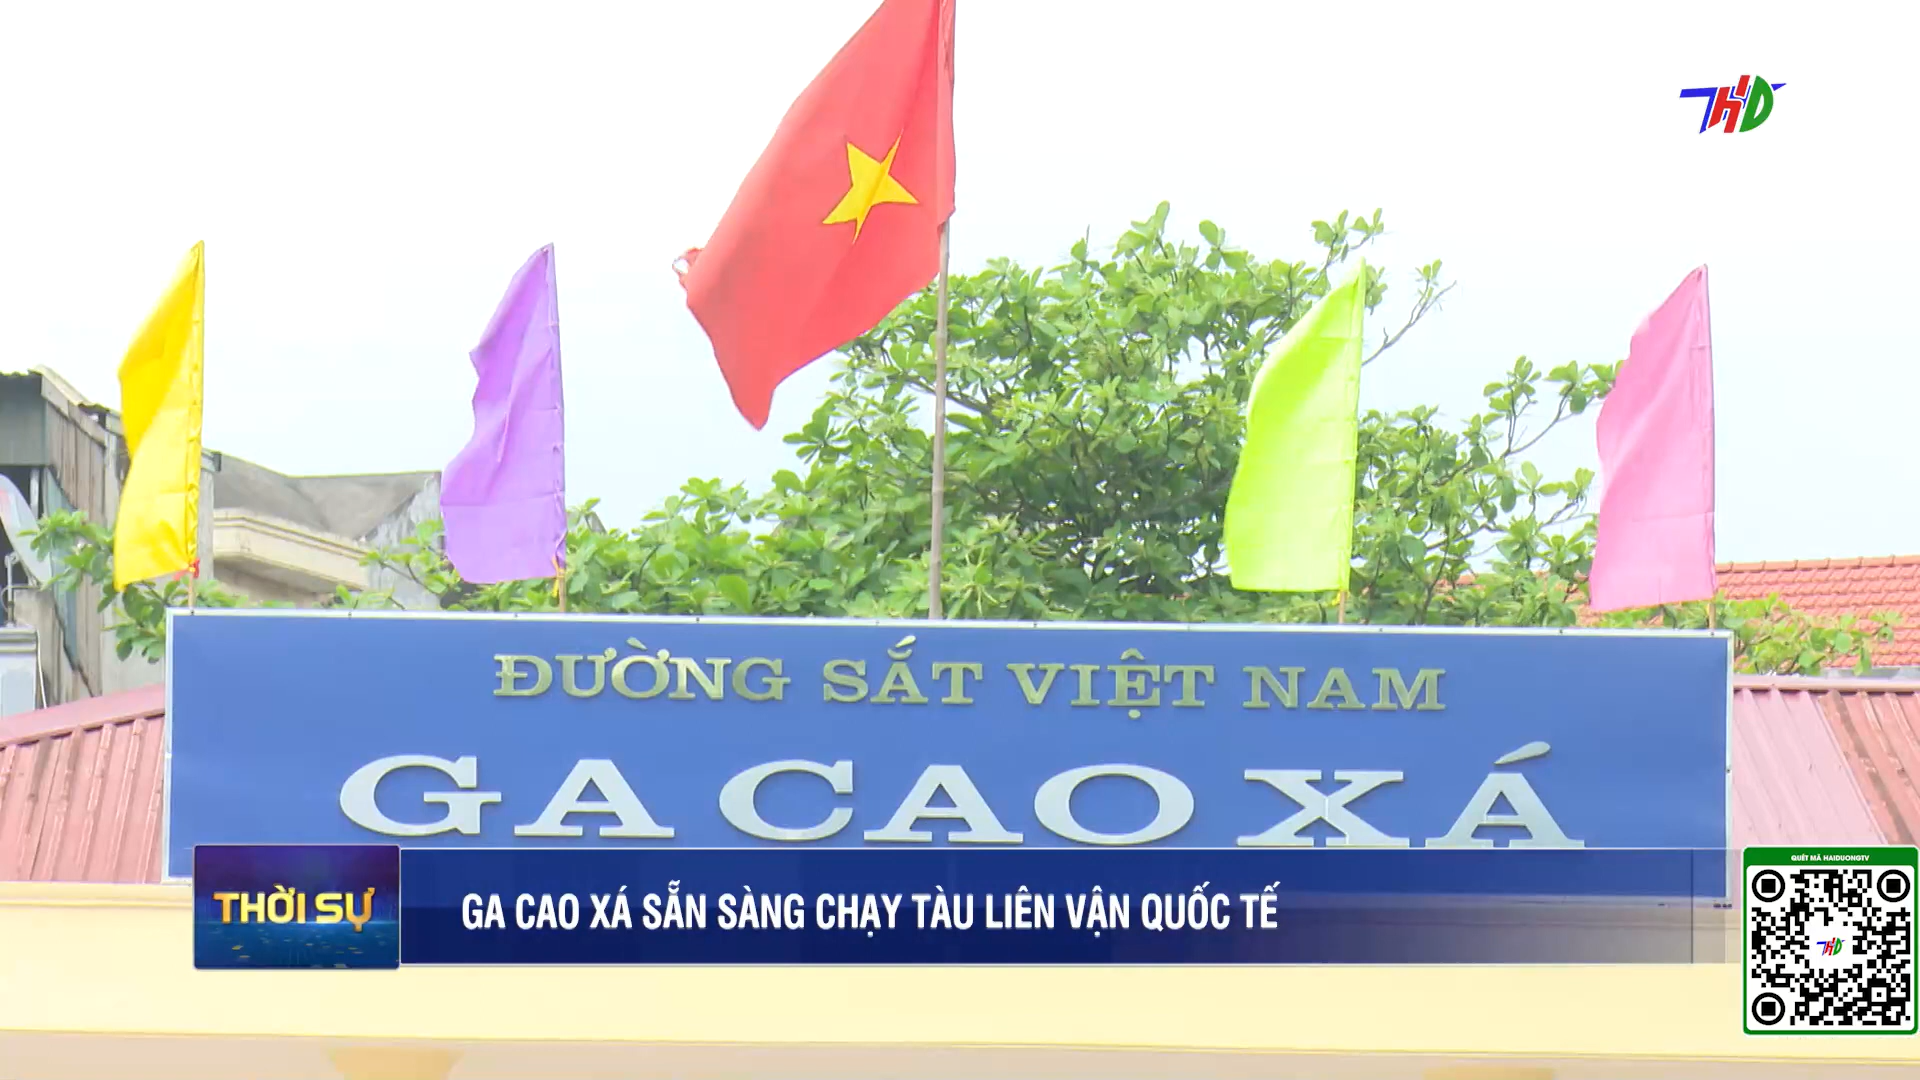 THD
ĐƯỜNG SẮT VIỆT NAM
GA CAO XÁ
THỜI SỰ
GA CAO XÁ SẴN SÀNG CHẠY TÀU LIÊN VẬN QUỐC TẾ
QUÉT MÃ HAIDUONGTV
THD